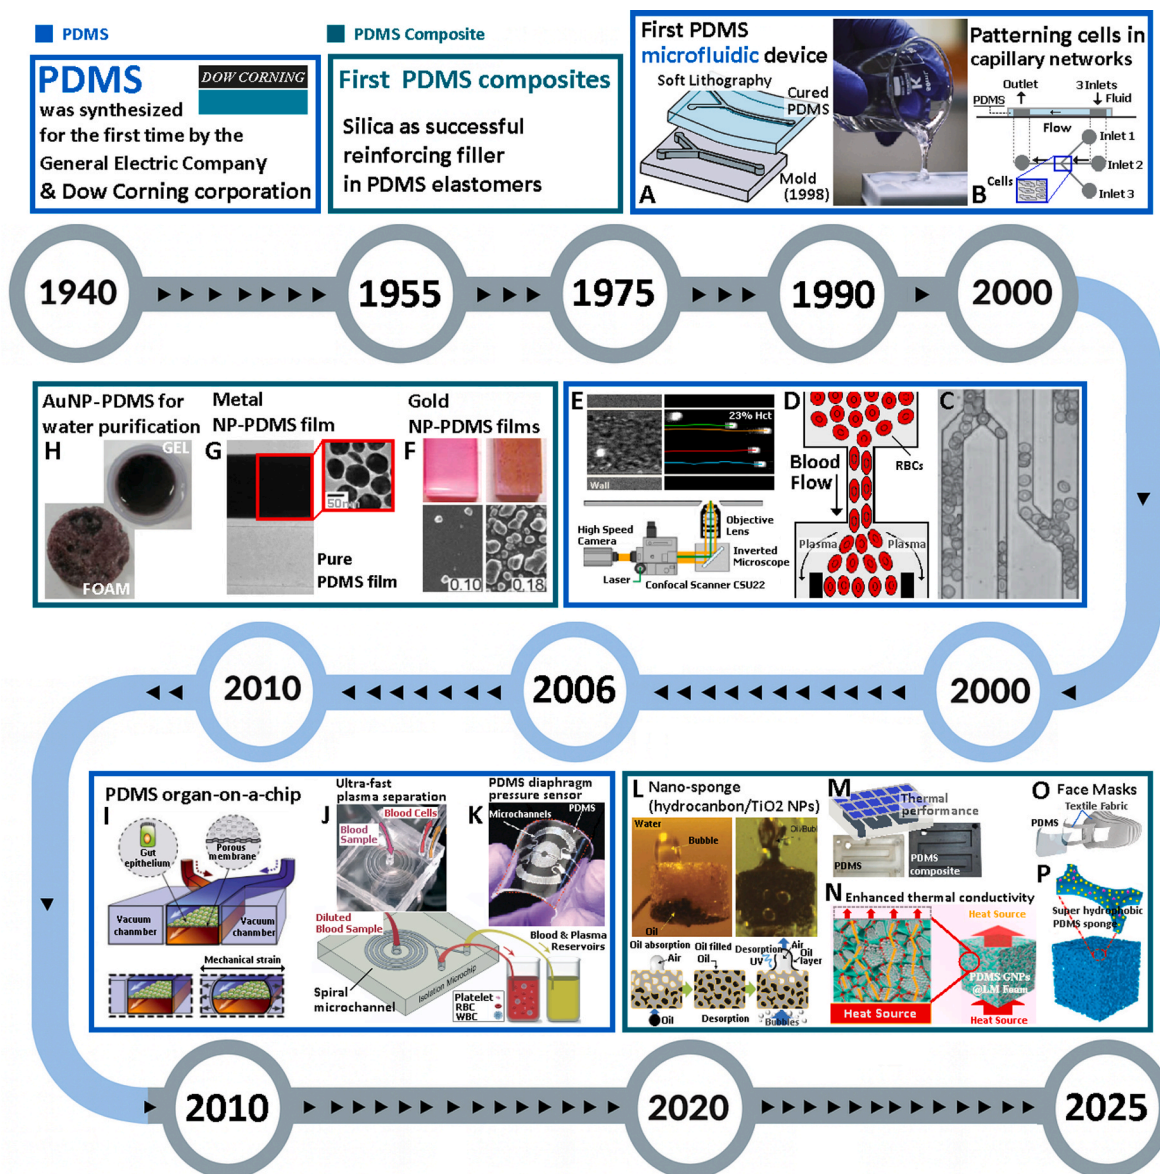 PDMS
PDMS Composite
PDMS
DOW CORNING
was synthesized
for the first time by the
General Electric Company
& Dow Corning corporation
First PDMS composites
Silica as successful
reinforcing filler
in PDMS elastomers
First PDMS
microfluidic device
Soft Lithography
Cured
PDMS
Mold
(1998)
A
Patterning cells in
capillary networks
Outlet
3 Inlets
PDMS
Fluid
Flow
Inlet 1
Inlet 2
Cells
Inlet 3
B
1940
1955
1975
1990
2000
AuNP-PDMS for
water purification
H
GEL
FOAM
Metal
NP-PDMS film
G
50n
Pure
PDMS film
Gold
NP-PDMS films
F
0.10
0.18
E
23% Hct
Wall
High Speed
Camera
Objective
Lens
Inverted
Microscope
Laser
Confocal Scanner CSU22
D
RBCs
Blood
Flow
Plasma
Plasma
C
2010
2006
2000
PDMS organ-on-a-chip
I
Gut
epithelium
Porous
membrane
Vacuum
channber
Vacuum
channber
Mechanical strain
Ultra-fast
plasma separation
J
Blood Cells
Blood
Sample
Diluted
Blood Sample
Spiral
microchannel
Isolation Microchip
Blood & Plasma
Reservoirs
Platelet
RBC
WBC
PDMS diaphragm
pressure sensor
K
Microchannels
PDMS
L
Nano-sponge
(hydrocanbon/TiO2 NPs)
Water
Bubble
Oil
Oil/Bubl
Oil absorption
Air
Oil filled
Oil
Desorption
UV
Air
Oil
layer
Oil
Desorption
Bubbles
M
Thermal
performance
PDMS
PDMS
composite
N
Enhanced thermal conductivity
Heat Source
PDMS GNPs
@LM Foam
Heat Source
Heat Source
O
Face Masks
Textile Fabric
PDMS
P
Super hydrophobic
PDMS sponge
2010
2020
2025